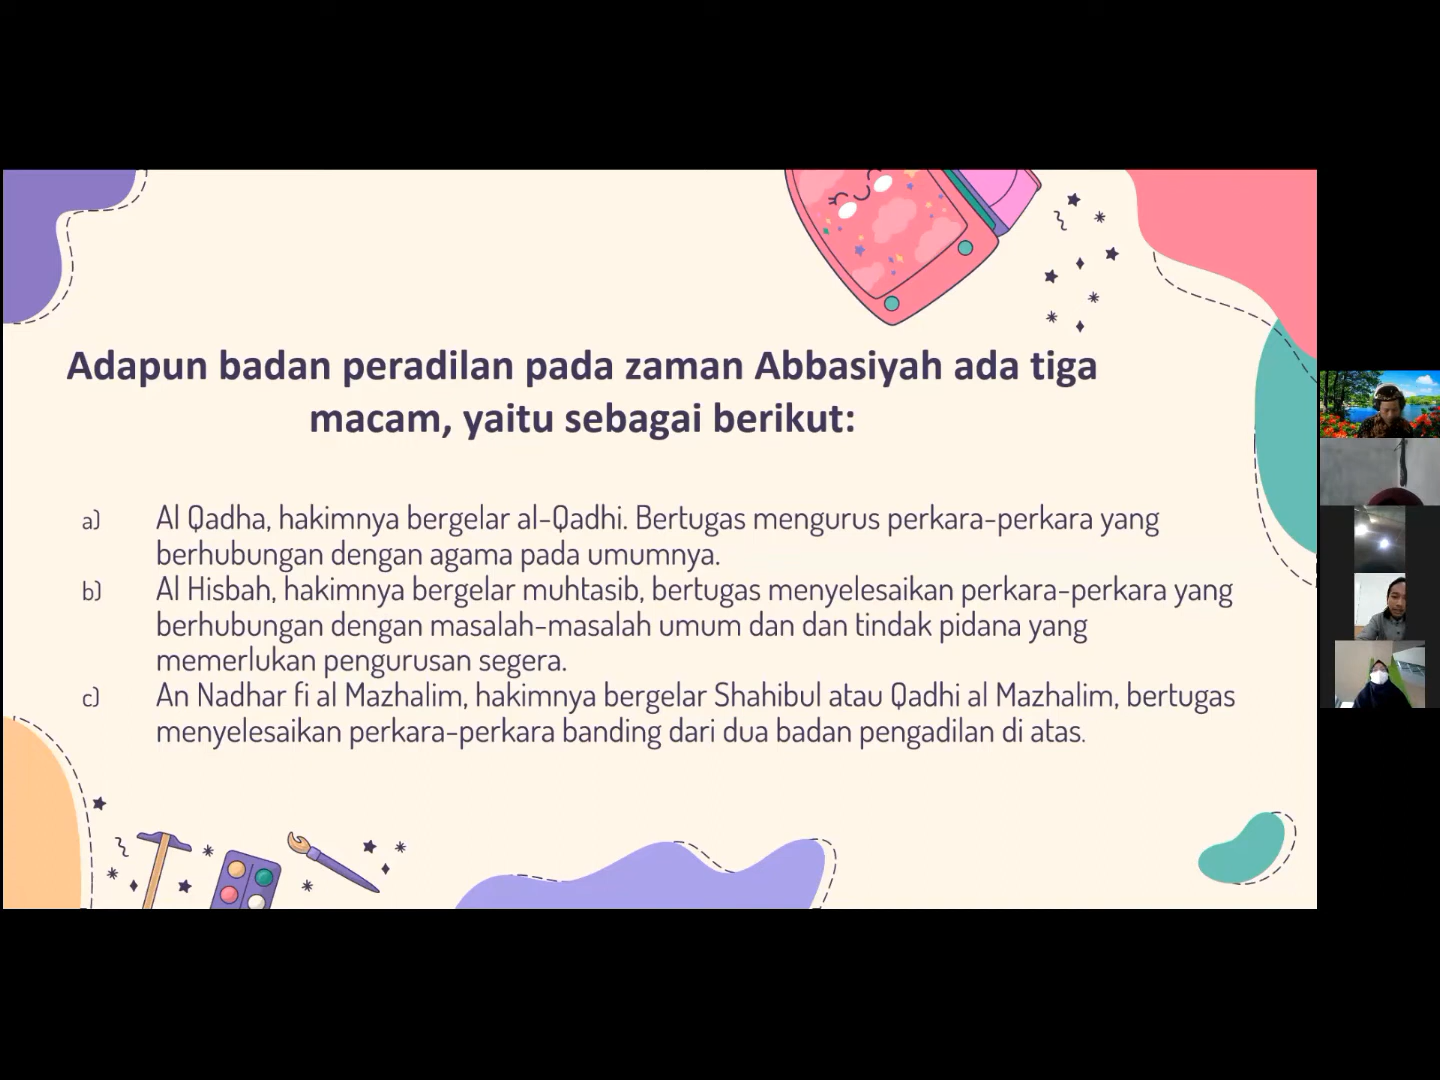 Adapun badan peradilan pada zaman Abbasiyah ada tiga
macam, yaitu sebagai berikut:
a) Al Qadha, hakimnya bergelar al-Qadhi. Bertugas mengurus perkara-perkara yang
berhubungan dengan agama pada umumnya.
b) Al Hisbah, hakimnya bergelar muhtasib, bertugas menyelesaikan perkara-perkara yang
berhubungan dengan masalah-masalah umum dan dan tindak pidana yang
memerlukan pengurusan segera.
c) An Nadhar fi al Mazhalim, hakimnya bergelar Shahibul atau Qadhi al Mazhalim, bertugas
menyelesaikan perkara-perkara banding dari dua badan pengadilan di atas.